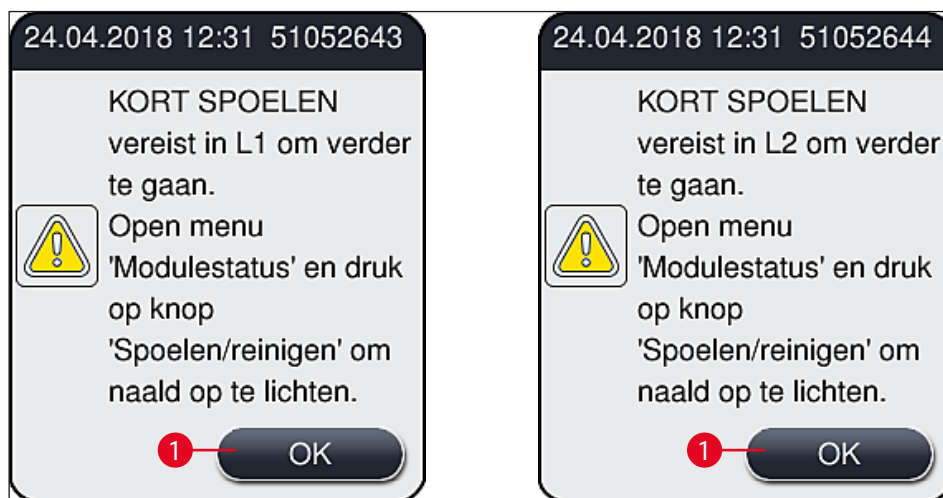 24.04.2018 12:31 51052643
KORT SPOELEN
vereist in L1 om verder
te gaan.
Open menu
'Modulestatus' en druk
op knop
'Spoelen/reinigen' om
naald op te lichten.
1
OK
24.04.2018 12:31 51052644
KORT SPOELEN
vereist in L2 om verder
te gaan.
Open menu
'Modulestatus' en druk
op knop
'Spoelen/reinigen' om
naald op te lichten.
1
OK